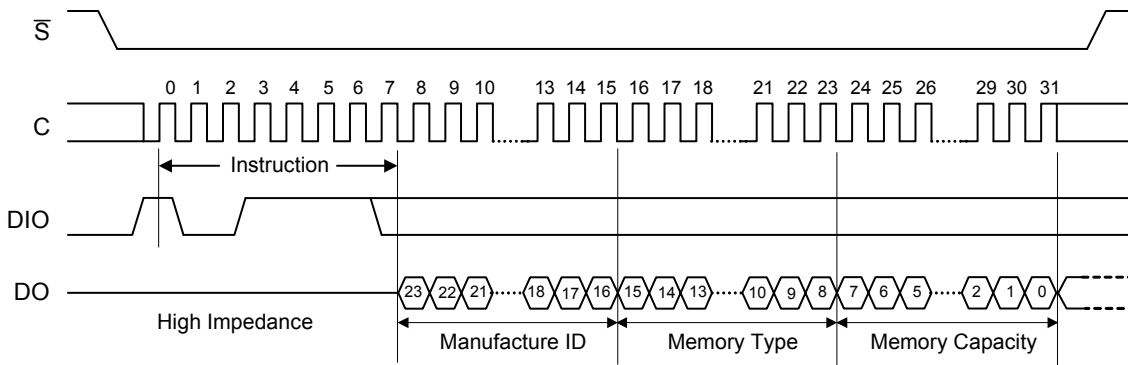 S
0 1 2 3 4 5 6 7 8 9 10 13 14 15 16 17 18 21 22 23 24 25 26 29 30 31
C
Instruction
DIO
DO
23 22 21 18 17 16 15 14 13 10 9 8 7 6 5 2 1 0
High Impedance
Manufacture ID Memory Type Memory Capacity